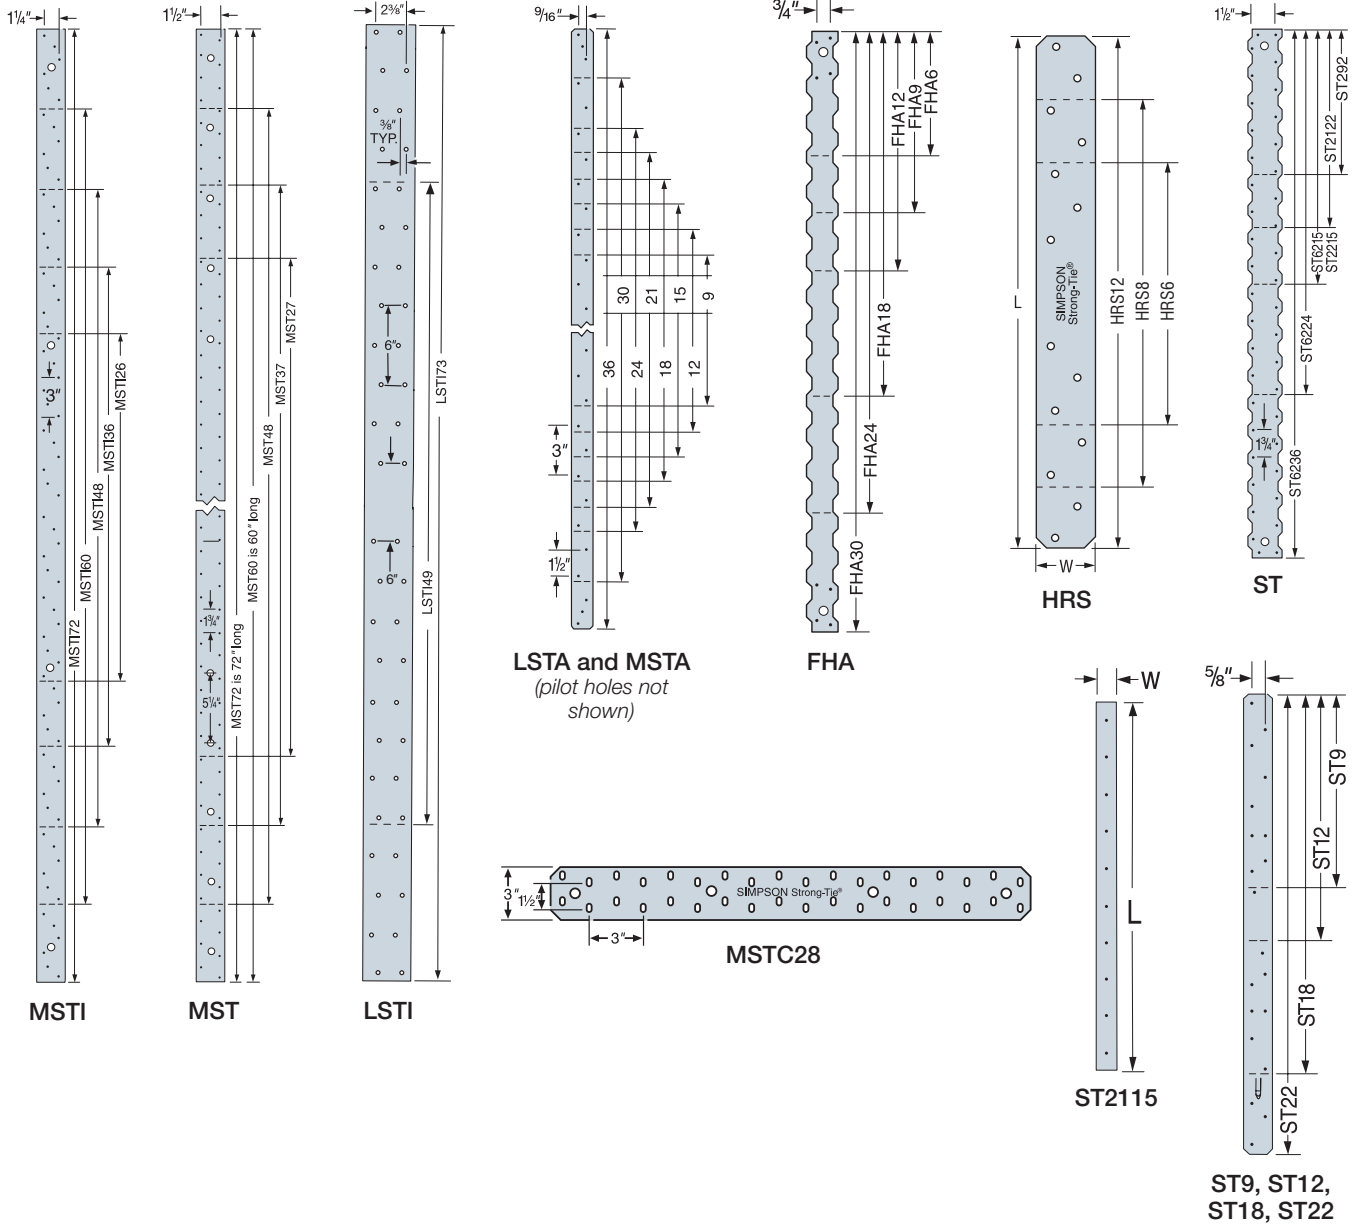 1¼"
3"
MSTI26
MSTI36
MSTI48
MSTI60
MSTI72
MSTI
1½"
MST27
MST37
MST48
MST60 is 60" long
MST72 is 72" long
1¾"
5¼"
MST
2⅜"
⅜"
TYP.
6"
6"
LSTI73
LSTI49
LSTI
9/16"
30
21
15
9
36
24
18
12
3"
1½"
LSTA and MSTA
(pilot holes not
shown)
3/4"
FHA6
FHA9
FHA12
FHA18
FHA24
FHA30
FHA
L
SIMPSON
Strong-Tie®
HRS12
HRS8
HRS6
W
HRS
1½"
ST292
ST2122
ST2215
ST6215
ST6224
ST6236
1¾"
ST
3"
1½"
SIMPSON Strong-Tie®
3"
MSTC28
W
L
ST2115
5/8"
ST9
ST12
ST18
ST22
ST9, ST12,
ST18, ST22